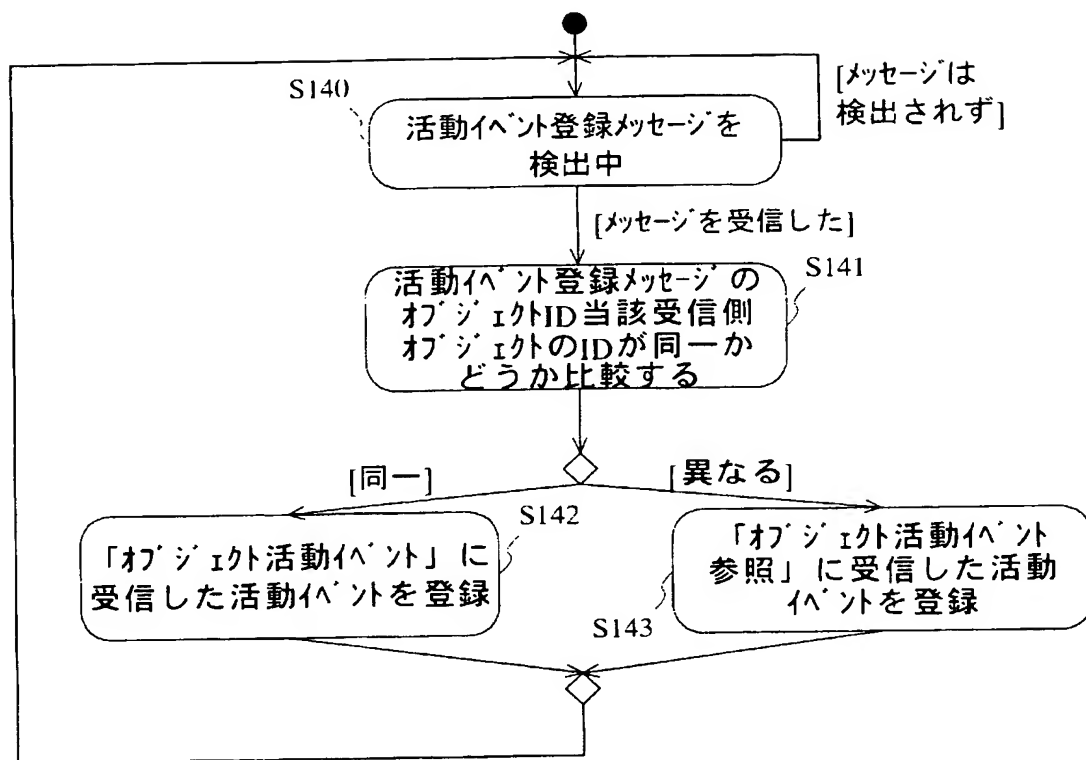 S140
[メッセージは
検出されず]
活動イベント登録メッセージを
検出中
[メッセージを受信した]
S141
活動イベント登録メッセージの
オブジェクトID当該受信側
オブジェクトのIDが同一か
どうか比較する
[同一]
[異なる]
S142
「オブジェクト活動イベント」に
受信した活動イベントを登録
「オブジェクト活動イベント
参照」に受信した活動
イベントを登録
S143